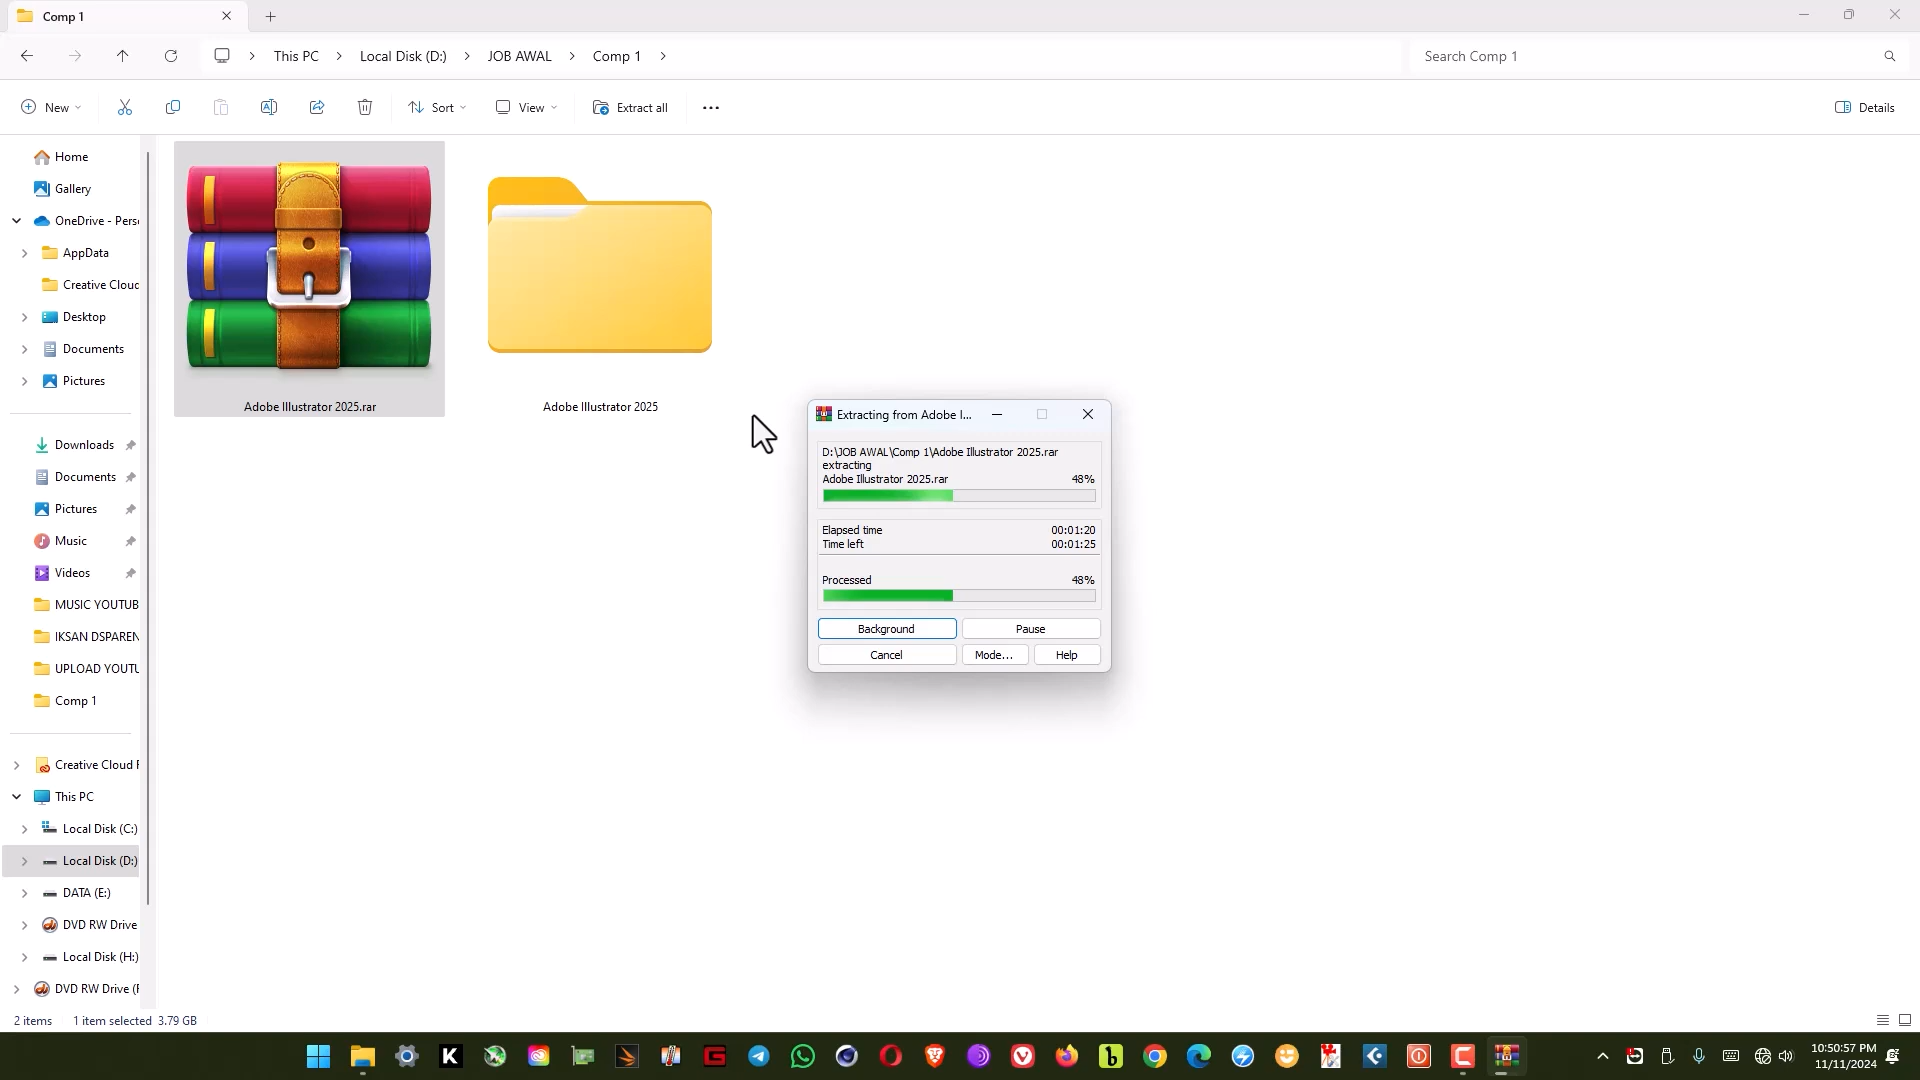 Comp 1
This PC
Local Disk (D:)
JOB AWAL
Comp 1
Search Comp 1
New
Sort
View
Extract all
Details
Home
Gallery
OneDrive - Pers
AppData
Creative Cloud
Desktop
Documents
Pictures
Downloads
Documents
Pictures
Music
Videos
MUSIC YOUTUB
IKSAN DSPAREN
UPLOAD YOUTU
Comp 1
Creative Cloud F
This PC
Local Disk (C:)
Local Disk (D:)
DATA (E:)
DVD RW Drive
Local Disk (H:)
DVD RW Drive (F
Adobe Illustrator 2025.rar
Adobe Illustrator 2025
Extracting from Adobe I...
D:\JOB AWAL\Comp 1\Adobe Illustrator 2025.rar
extracting
Adobe Illustrator 2025.rar 48%
Elapsed time 00:01:20
Time left 00:01:25
Processed 48%
Background
Pause
Cancel
Mode...
Help
2 items
1 item selected 3.79 GB
10:50:57 PM
11/11/2024